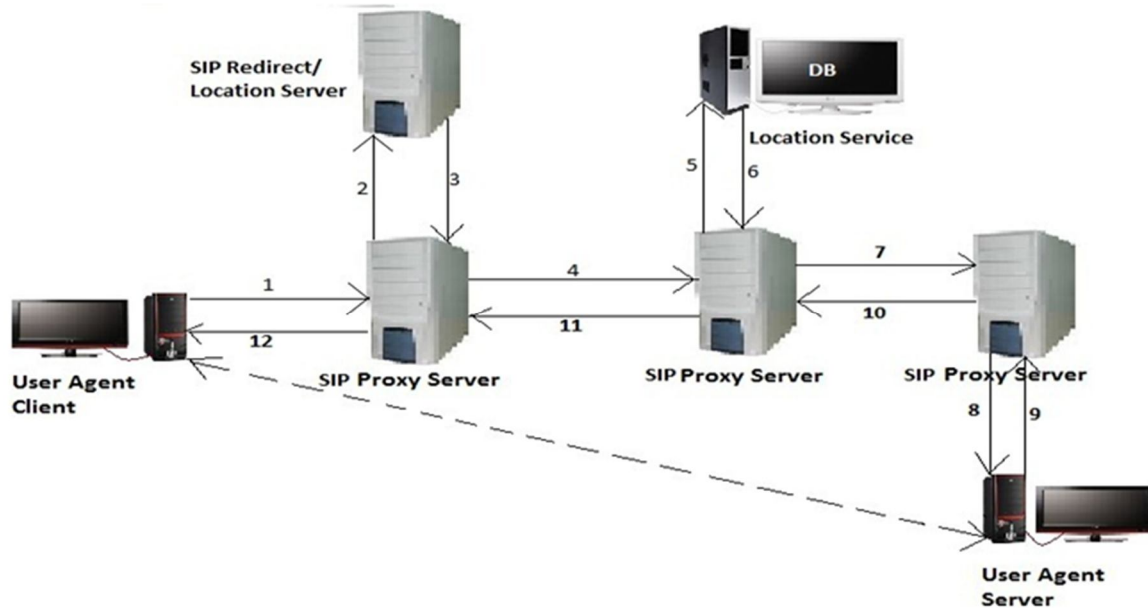 SIP Redirect/
Location Server
DB
Location Service
2
3
5
6
1
4
7
12
11
10
User Agent
Client
SIP Proxy Server
SIP Proxy Server
SIP Proxy Server
8
9
User Agent
Server